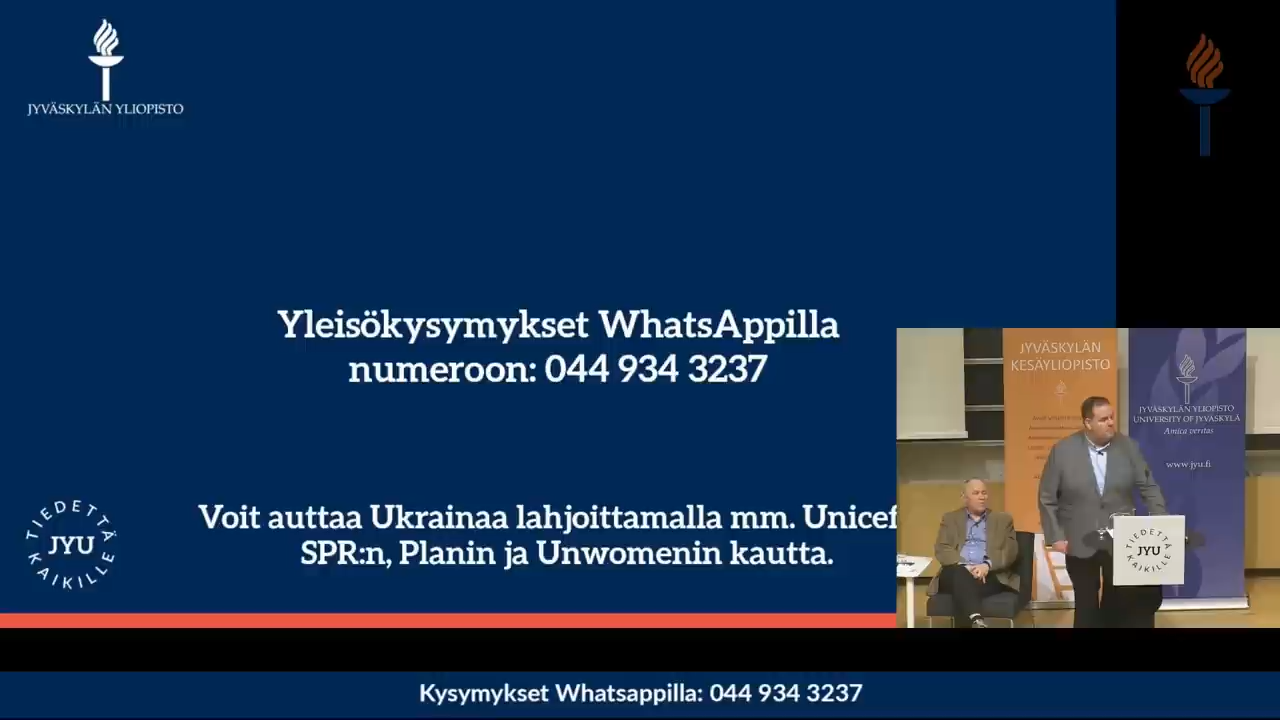 JYVÄSKYLÄN YLIOPISTO
Yleisökysymykset WhatsAppilla
numeroon: 044 934 3237
Voit auttaa Ukrainaa lahjoittamalla mm. Unicef
SPR:n, Planin ja Unwomenin kautta.
TIEDETTÄ
JYU
KAIKILLE
JYVÄSKYLÄN
KESÄYLIOPISTO
JYVÄSKYLÄN YLIOPISTO
UNIVERSITY OF JYVÄSKYLÄ
Amica veritas
www.jyu.fi
TIEDETTÄ
JYU
KAIKILLE
Kysymykset Whatsappilla: 044 934 3237